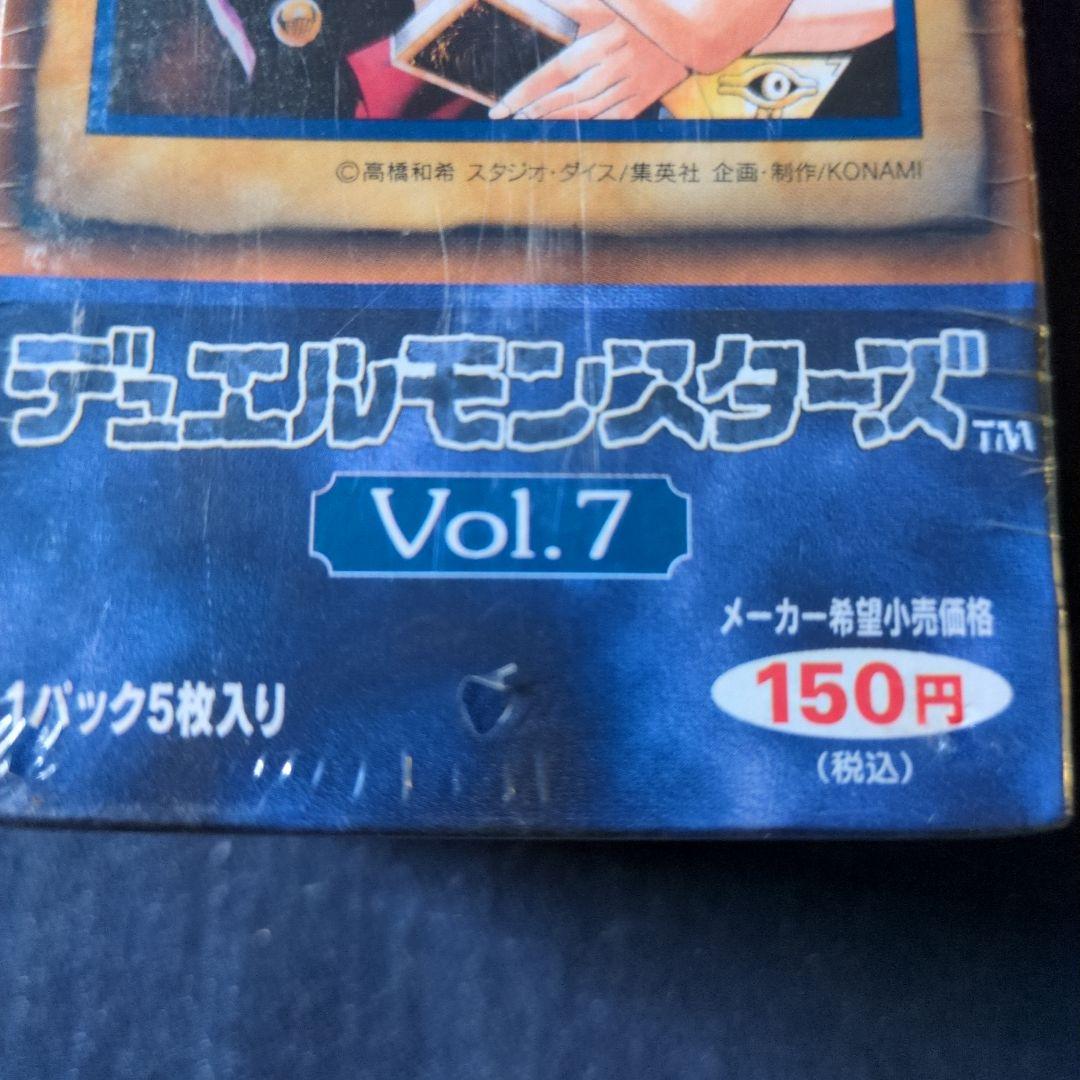 ©高橋和希 スタジオ・ダイス/集英社 企画・制作/KONAMI
デュエルモンスターズ™
Vol.7
メーカー希望小売価格
1パック5枚入り
150円
(税込)